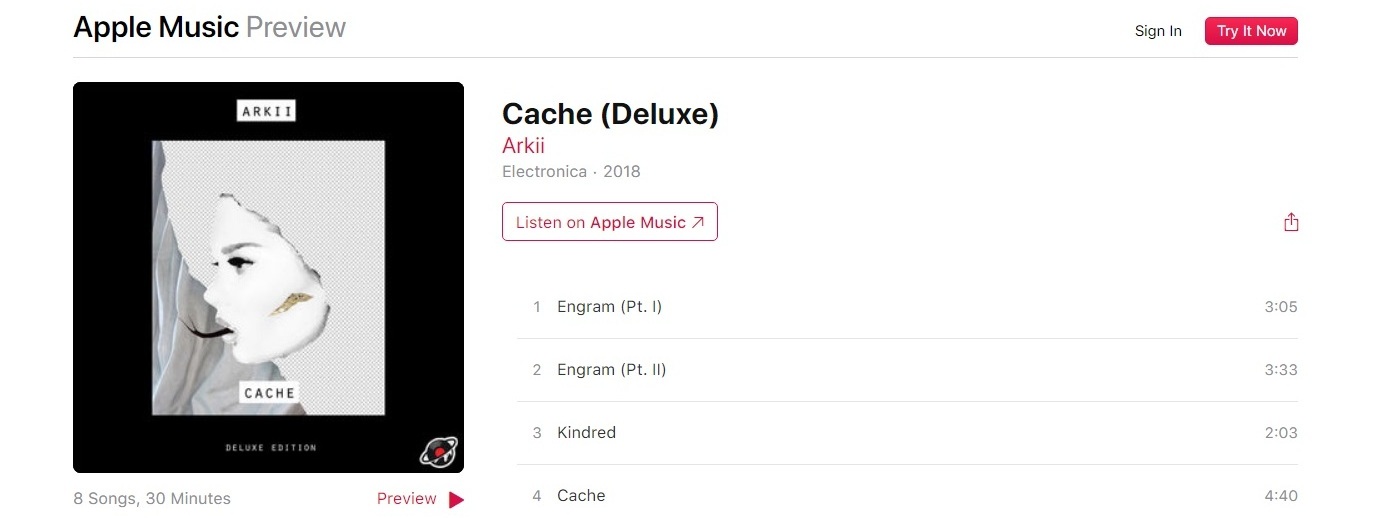 Apple Music Preview
Sign In
Try It Now
ARKII
CACHE
DELUXE EDITION
8 Songs, 30 Minutes
Preview
Cache (Deluxe)
Arkii
Electronica · 2018
Listen on Apple Music
1 Engram (Pt. I) 3:05
2 Engram (Pt. II) 3:33
3 Kindred 2:03
4 Cache 4:40